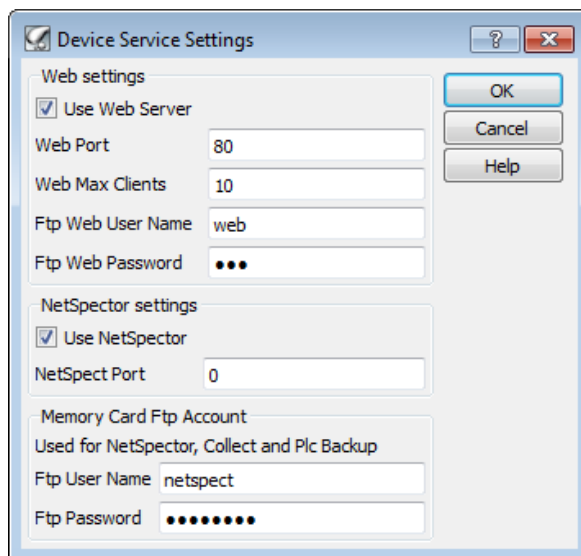 Device Service Settings
Web settings
Use Web Server
Web Port 80
Web Max Clients 10
Ftp Web User Name web
Ftp Web Password •••
NetSpector settings
Use NetSpector
NetSpect Port 0
Memory Card Ftp Account
Used for NetSpector, Collect and Plc Backup
Ftp User Name netspect
Ftp Password ••••••••
OK
Cancel
Help